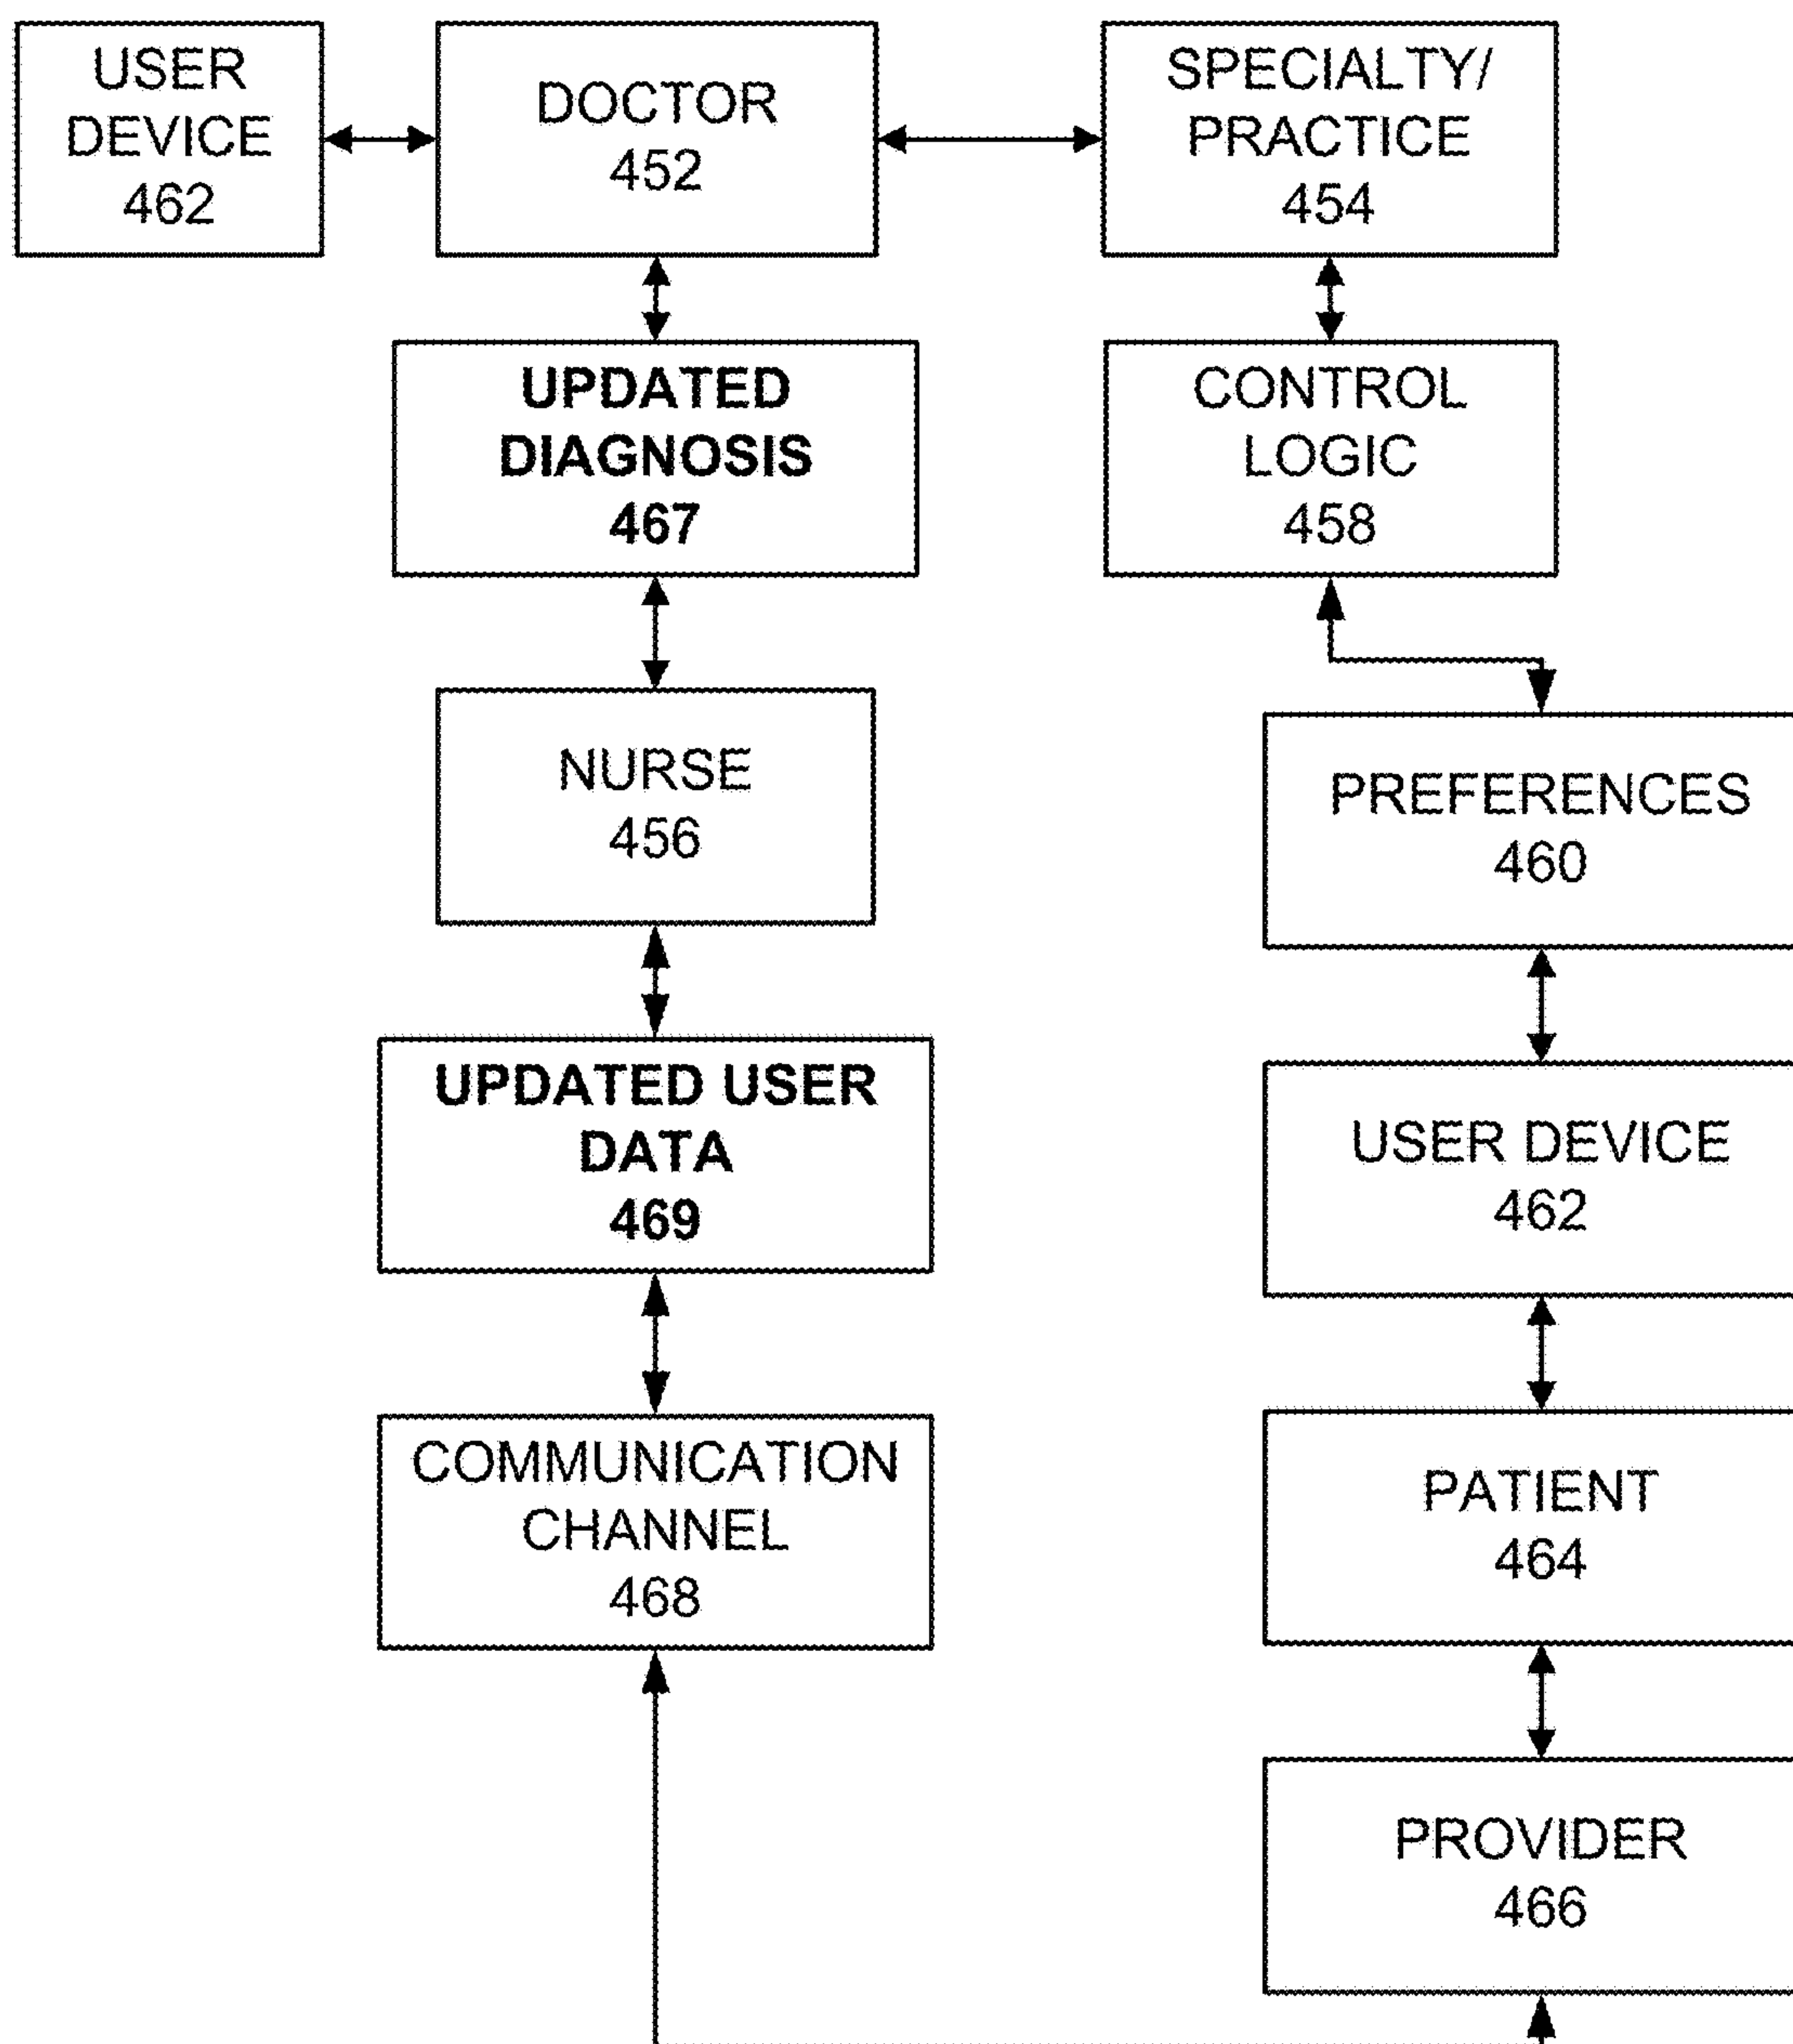 USER
DEVICE
462
DOCTOR
452
SPECIALTY/
PRACTICE
454
UPDATED
DIAGNOSIS
467
CONTROL
LOGIC
458
NURSE
456
PREFERENCES
460
UPDATED USER
DATA
469
USER DEVICE
462
COMMUNICATION
CHANNEL
468
PATIENT
464
PROVIDER
466